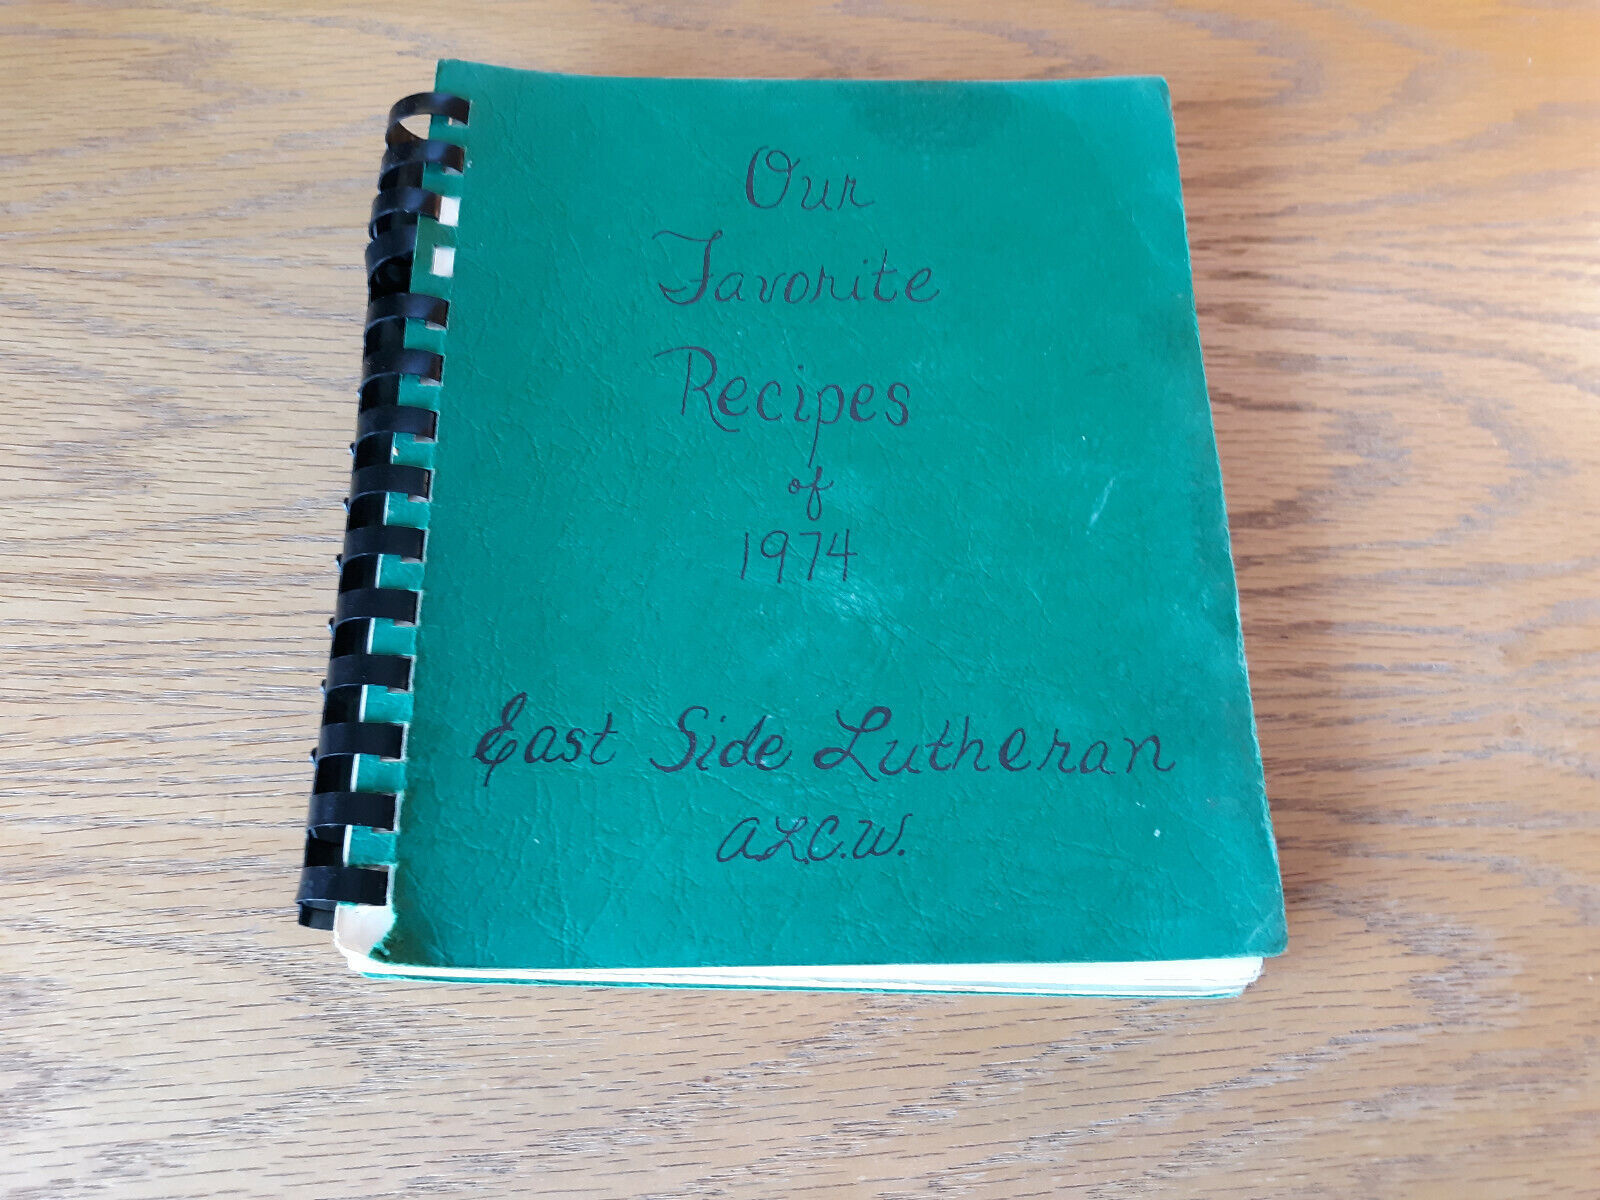 Our
Favorite
Recipes
of
1974
East Side Lutheran
A.L.C.W.